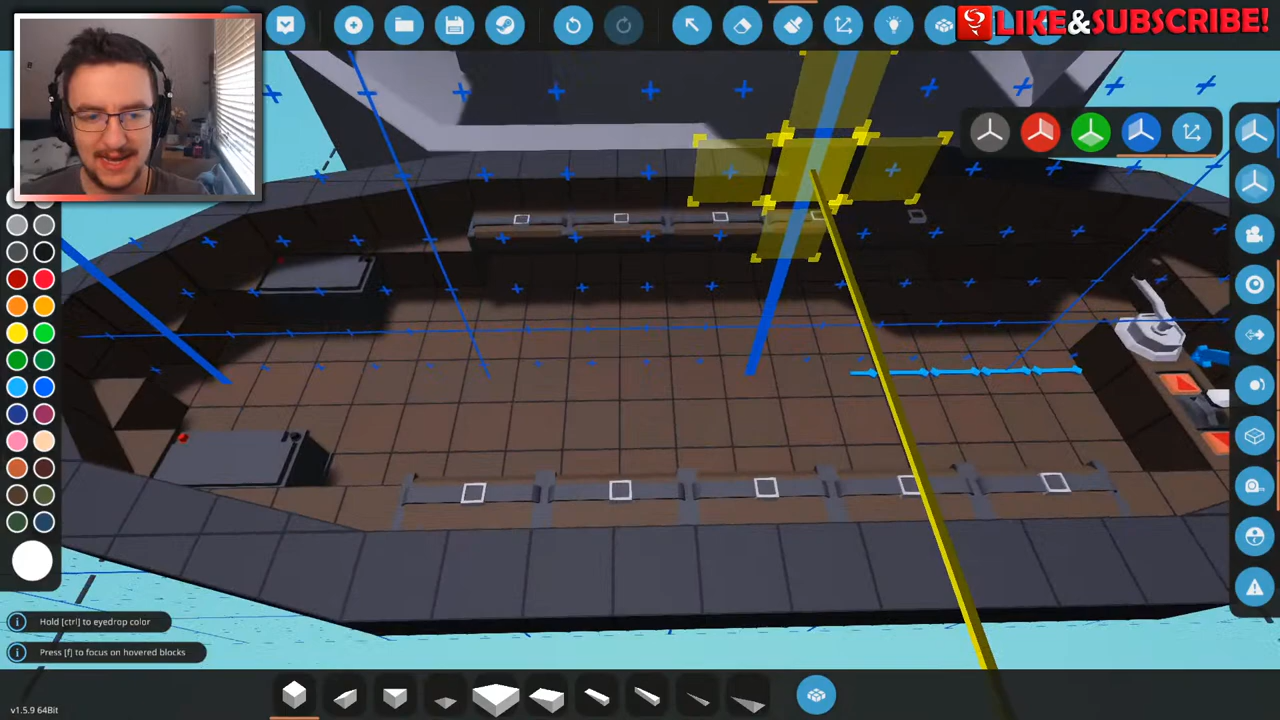 LIKE&SUBSCRIBE!
Hold [ctrl] to eyedrop color
Press [f] to focus on hovered blocks
v1.5.9 64Bit